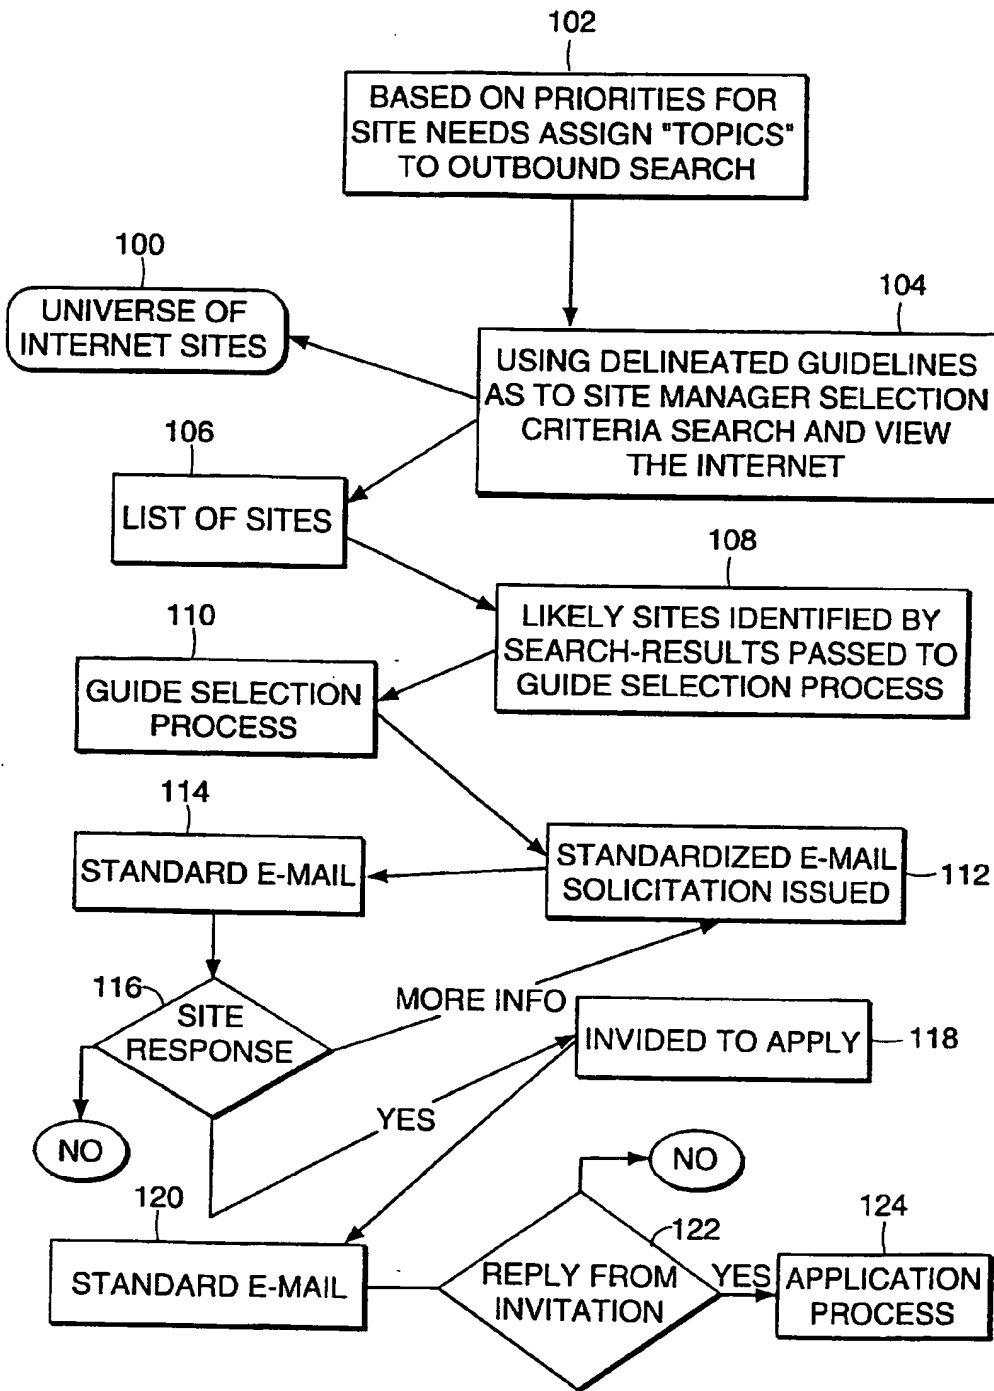 102
BASED ON PRIORITIES FOR
SITE NEEDS ASSIGN "TOPICS"
TO OUTBOUND SEARCH
100
UNIVERSE OF
INTERNET SITES
104
USING DELINEATED GUIDELINES
AS TO SITE MANAGER SELECTION
CRITERIA SEARCH AND VIEW
THE INTERNET
106
LIST OF SITES
108
LIKELY SITES IDENTIFIED BY
SEARCH-RESULTS PASSED TO
GUIDE SELECTION PROCESS
110
GUIDE SELECTION
PROCESS
114
STANDARD E-MAIL
STANDARDIZED E-MAIL
SOLICITATION ISSUED
112
116
SITE
RESPONSE
MORE INFO
INVIDED TO APPLY
118
YES
NO
NO
120
STANDARD E-MAIL
122
REPLY FROM
INVITATION
YES
124
APPLICATION
PROCESS